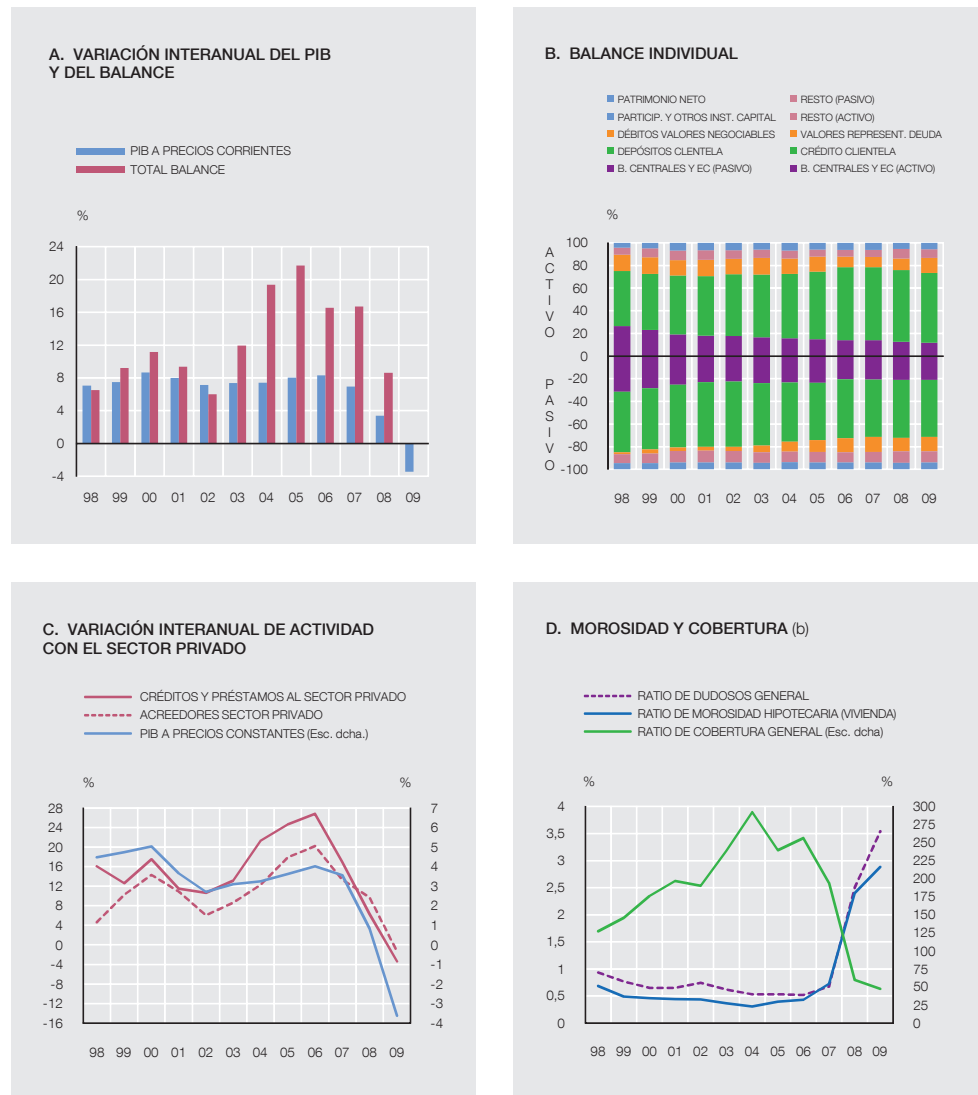 A. VARIACIÓN INTERANUAL DEL PIB
Y DEL BALANCE
PIB A PRECIOS CORRIENTES
TOTAL BALANCE
%
24
20
16
12
8
4
0
-4
98 99 00 01 02 03 04 05 06 07 08 09
B. BALANCE INDIVIDUAL
PATRIMONIO NETO
PARTICIP. Y OTROS INST. CAPITAL
DÉBITOS VALORES NEGOCIABLES
DEPÓSITOS CLENTELA
B. CENTRALES Y EC (PASIVO)
RESTO (PASIVO)
RESTO (ACTIVO)
VALORES REPRESENT. DEUDA
CRÉDITO CLIENTELA
B. CENTRALES Y EC (ACTIVO)
%
ACTIVO
PASIVO
100
80
60
40
20
0
-20
-40
-60
-80
-100
98 99 00 01 02 03 04 05 06 07 08 09
C. VARIACIÓN INTERANUAL DE ACTIVIDAD
CON EL SECTOR PRIVADO
CRÉDITOS Y PRÉSTAMOS AL SECTOR PRIVADO
ACREEDORES SECTOR PRIVADO
PIB A PRECIOS CONSTANTES (Esc. dcha.)
% %
28
24
20
16
12
8
4
0
-4
-8
-12
-16
7
6
5
4
3
2
1
0
-1
-2
-3
-4
98 99 00 01 02 03 04 05 06 07 08 09
D. MOROSIDAD Y COBERTURA (b)
RATIO DE DUDOSOS GENERAL
RATIO DE MOROSIDAD HIPOTECARIA (VIVIENDA)
RATIO DE COBERTURA GENERAL (Esc. dcha)
% %
4
3,5
3
2,5
2
1,5
1
0,5
0
300
275
250
225
200
175
150
125
100
75
50
25
0
98 99 00 01 02 03 04 05 06 07 08 09